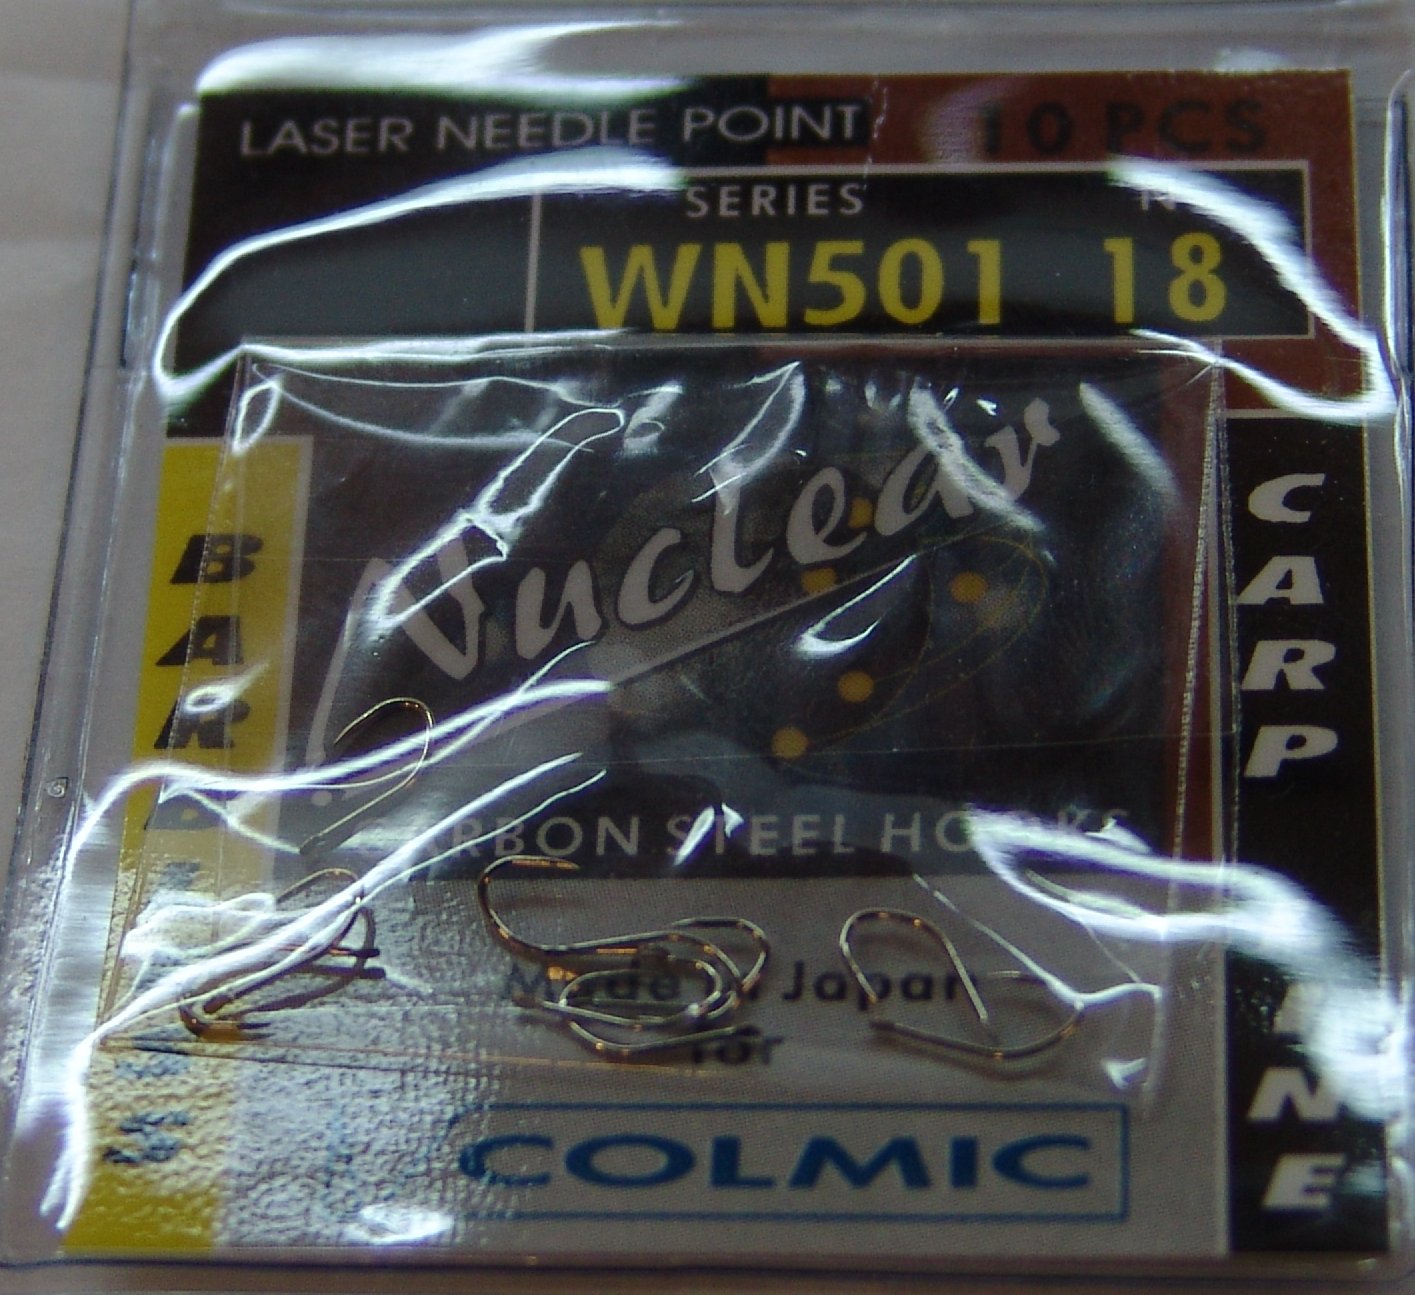 LASER NEEDLE POINT 10 PCS
SERIES
WN501 18
Nuclear
CARBON STEEL HOOKS
Made in Japan
for
COLMIC
CARP